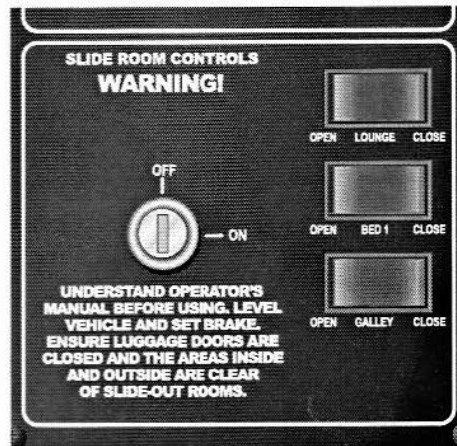 SLIDE ROOM CONTROLS
WARNING!
OFF
ON
UNDERSTAND OPERATOR'S
MANUAL BEFORE USING. LEVEL
VEHICLE AND SET BRAKE.
ENSURE LUGGAGE DOORS ARE
CLOSED AND THE AREAS INSIDE
AND OUTSIDE ARE CLEAR
OF SLIDE-OUT ROOMS.
OPEN LOUNGE CLOSE
OPEN BED 1 CLOSE
OPEN GALLEY CLOSE